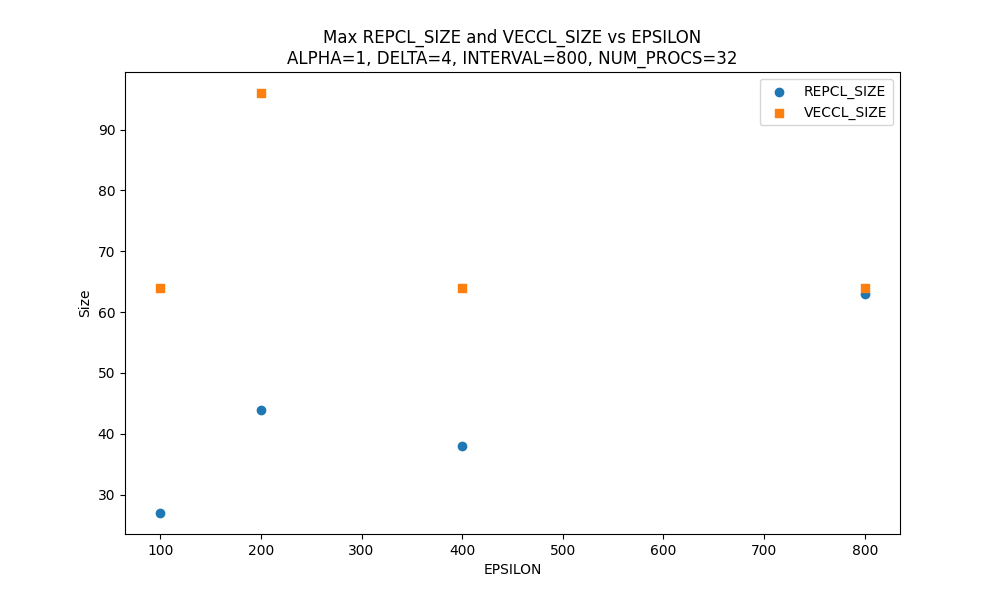 Max REPCL_SIZE and VECCL_SIZE vs EPSILON
ALPHA=1, DELTA=4, INTERVAL=800, NUM_PROCS=32
REPCL_SIZE
VECCL_SIZE
90
80
70
60
50
40
30
Size
100 200 300 400 500 600 700 800
EPSILON